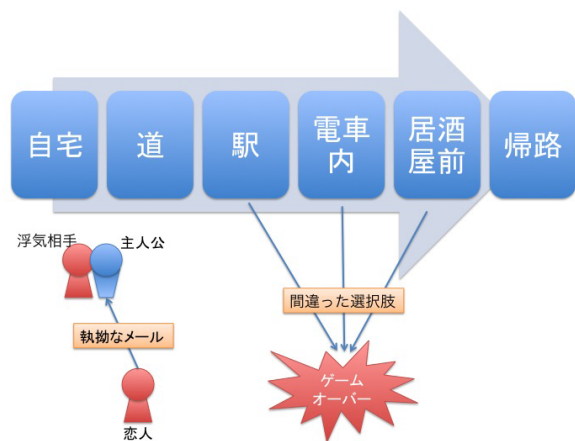 自宅
道
駅
電車
内
居酒
屋前
帰路
浮気相手
主人公
間違った選択肢
執拗なメール
ゲーム
オーバー
恋人